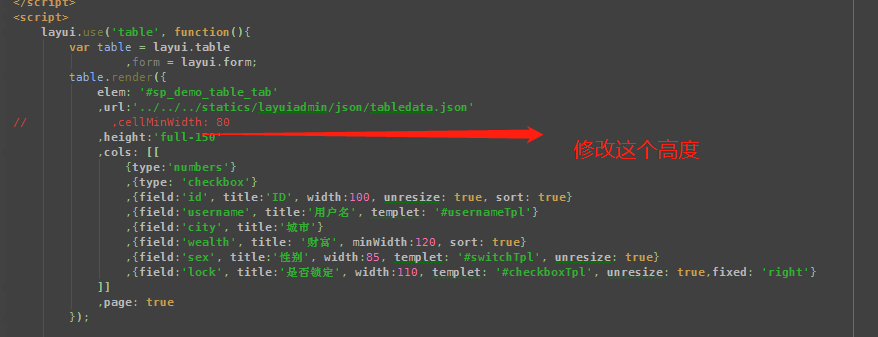 </script>
<script>
layui.use('table', function(){
var table = layui.table
,form = layui.form;
table.render({
elem: '#sp_demo_table_tab'
,url:'../../../statics/layuiadmin/json/tabledata.json'
// ,cellMinWidth: 80
,height:'full-150'
修改这个高度
,cols: [[
{type:'numbers'}
,{type: 'checkbox'}
,{field:'id', title:'ID', width:100, unresize: true, sort: true}
,{field:'username', title:'用户名', templet: '#usernameTpl'}
,{field:'city', title:'城市'}
,{field:'wealth', title: '财富', minWidth:120, sort: true}
,{field:'sex', title:'性别', width:85, templet: '#switchTpl', unresize: true}
,{field:'lock', title:'是否锁定', width:110, templet: '#checkboxTpl', unresize: true,fixed: 'right'}
]]
,page: true
});